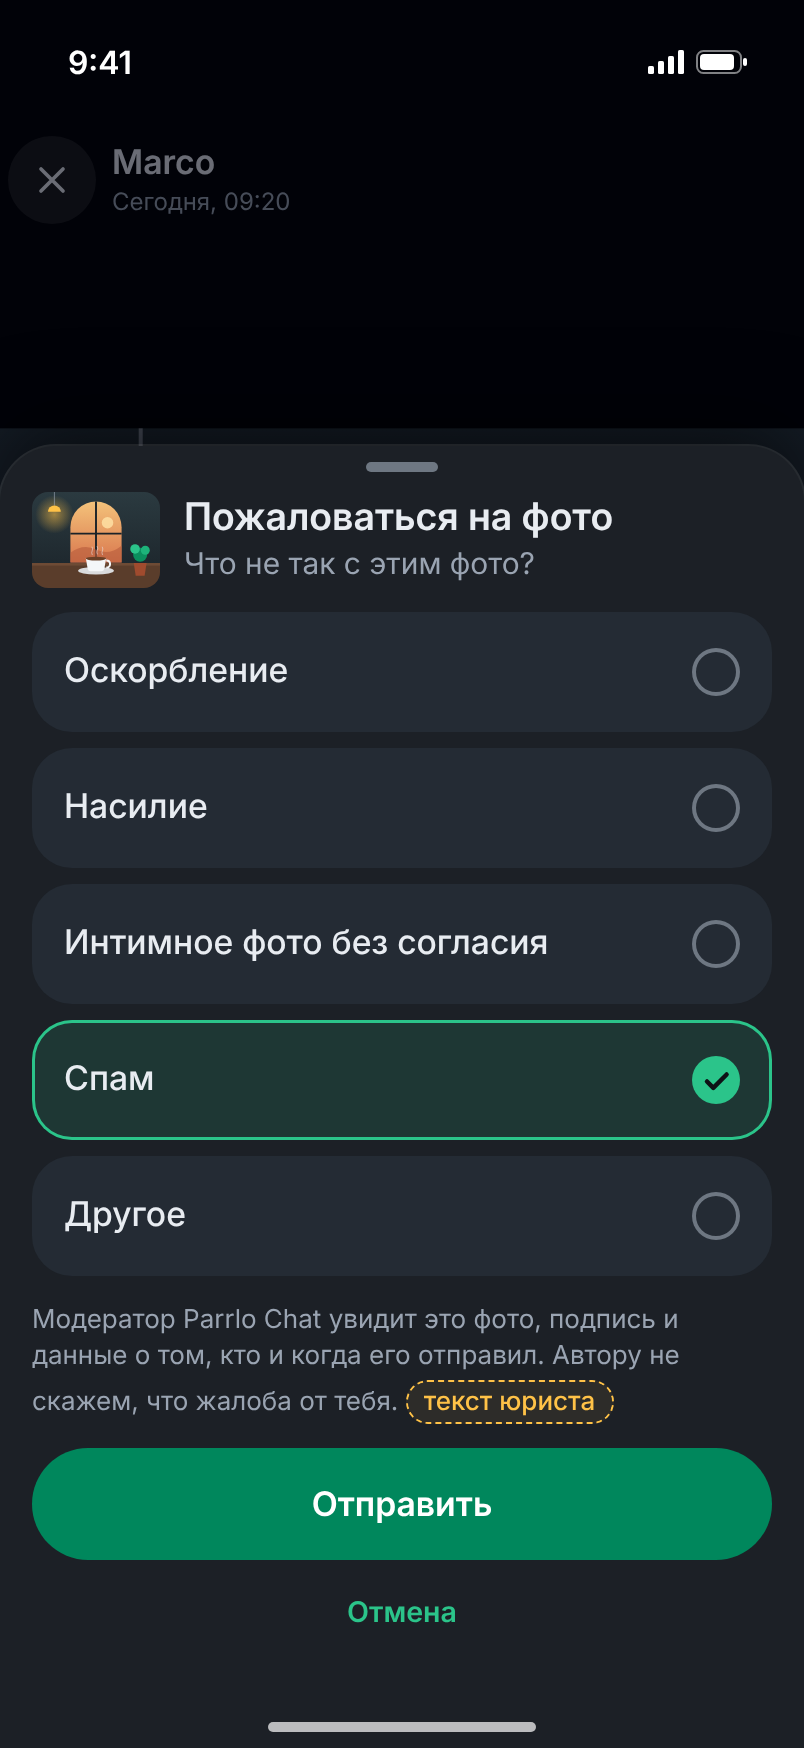 9:41
Marco
Сегодня, 09:20
Пожаловаться на фото
Что не так с этим фото?
Оскорбление
Насилие
Интимное фото без согласия
Спам
Другое
Модератор Parrlo Chat увидит это фото, подпись и
данные о том, кто и когда его отправил. Автору не
скажем, что жалоба от тебя. текст юриста
Отправить
Отмена